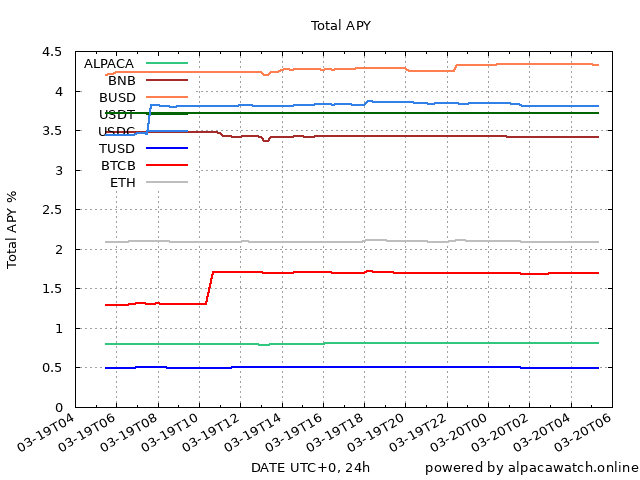 Total APY
4.5
4
3.5
3
2.5
2
1.5
1
0.5
0
Total APY %
ALPACA
BNB
BUSD
USDT
USDC
TUSD
BTCB
ETH
03-19T04
03-19T06
03-19T08
03-19T10
03-19T12
03-19T14
03-19T16
03-19T18
03-19T20
03-19T22
03-20T00
03-20T02
03-20T04
03-20T06
DATE UTC+0, 24h
powered by alpacawatch.online